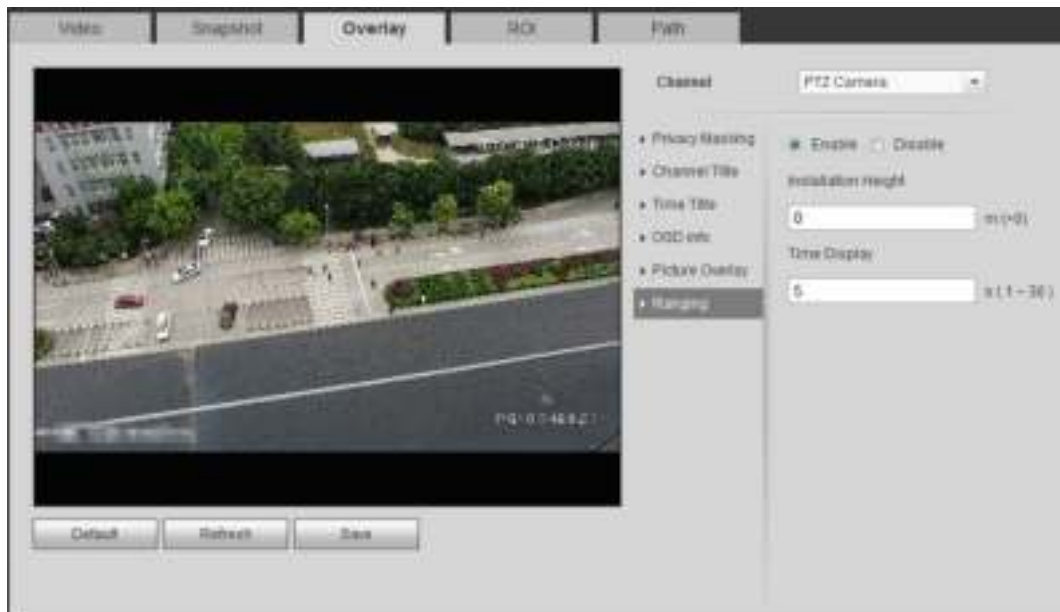 Video Snapshot Overlay ROI Path
Channel PTZ Camera
Privacy Masking
Channel Title
Time Title
OSD Info
Picture Overlay
Ranging
Enable Disable
Installation Height
0 m (>0)
Time Display
5 s ( 1 ~ 30 )
Default Refresh Save